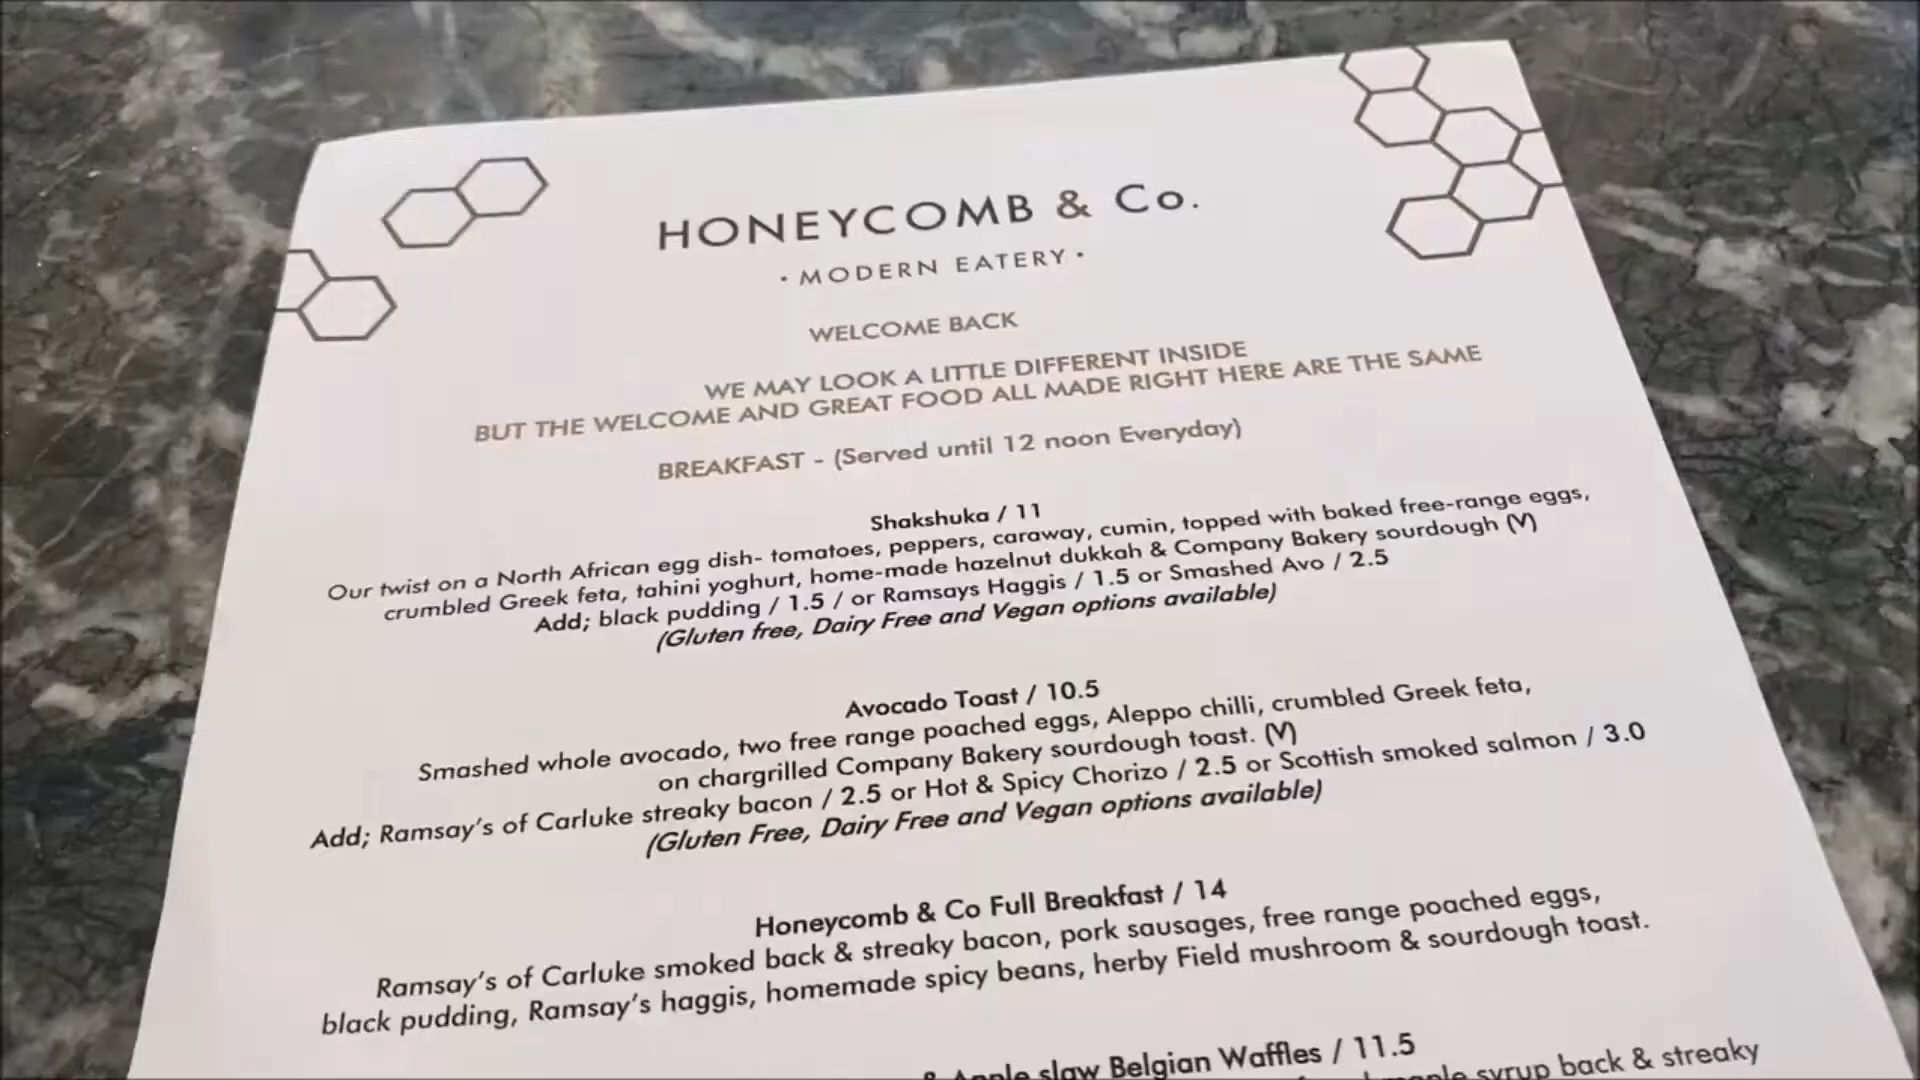 HONEYCOMB & Co.
• MODERN EATERY •
WELCOME BACK
WE MAY LOOK A LITTLE DIFFERENT INSIDE
BUT THE WELCOME AND GREAT FOOD ALL MADE RIGHT HERE ARE THE SAME
BREAKFAST - (Served until 12 noon Everyday)
Shakshuka / 11
Our twist on a North African egg dish- tomatoes, peppers, caraway, cumin, topped with baked free-range eggs,
crumbled Greek feta, tahini yoghurt, home-made hazelnut dukkah & Company Bakery sourdough (V)
Add; black pudding / 1.5 / or Ramsays Haggis / 1.5 or Smashed Avo / 2.5
(Gluten free, Dairy Free and Vegan options available)
Avocado Toast / 10.5
Smashed whole avocado, two free range poached eggs, Aleppo chilli, crumbled Greek feta,
on chargrilled Company Bakery sourdough toast. (V)
Add; Ramsay's of Carluke streaky bacon / 2.5 or Hot & Spicy Chorizo / 2.5 or Scottish smoked salmon / 3.0
(Gluten Free, Dairy Free and Vegan options available)
Honeycomb & Co Full Breakfast / 14
Ramsay's of Carluke smoked back & streaky bacon, pork sausages, free range poached eggs,
black pudding, Ramsay's haggis, homemade spicy beans, herby Field mushroom & sourdough toast.
& Apple slaw Belgian Waffles / 11.5
maple syrup back & streaky